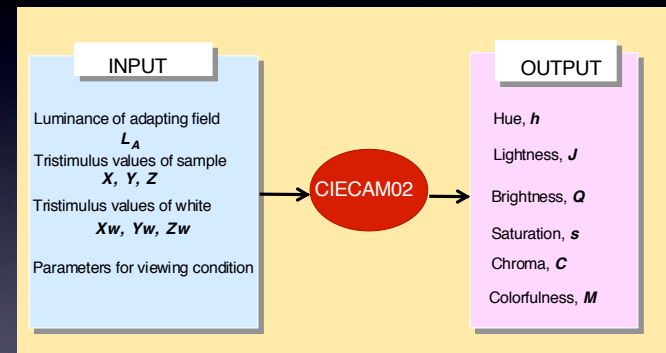 INPUT
Luminance of adapting field
L_A
Tristimulus values of sample
X, Y, Z
Tristimulus values of white
Xw, Yw, Zw
Parameters for viewing condition
CIECAM02
OUTPUT
Hue, h
Lightness, J
Brightness, Q
Saturation, s
Chroma, C
Colorfulness, M